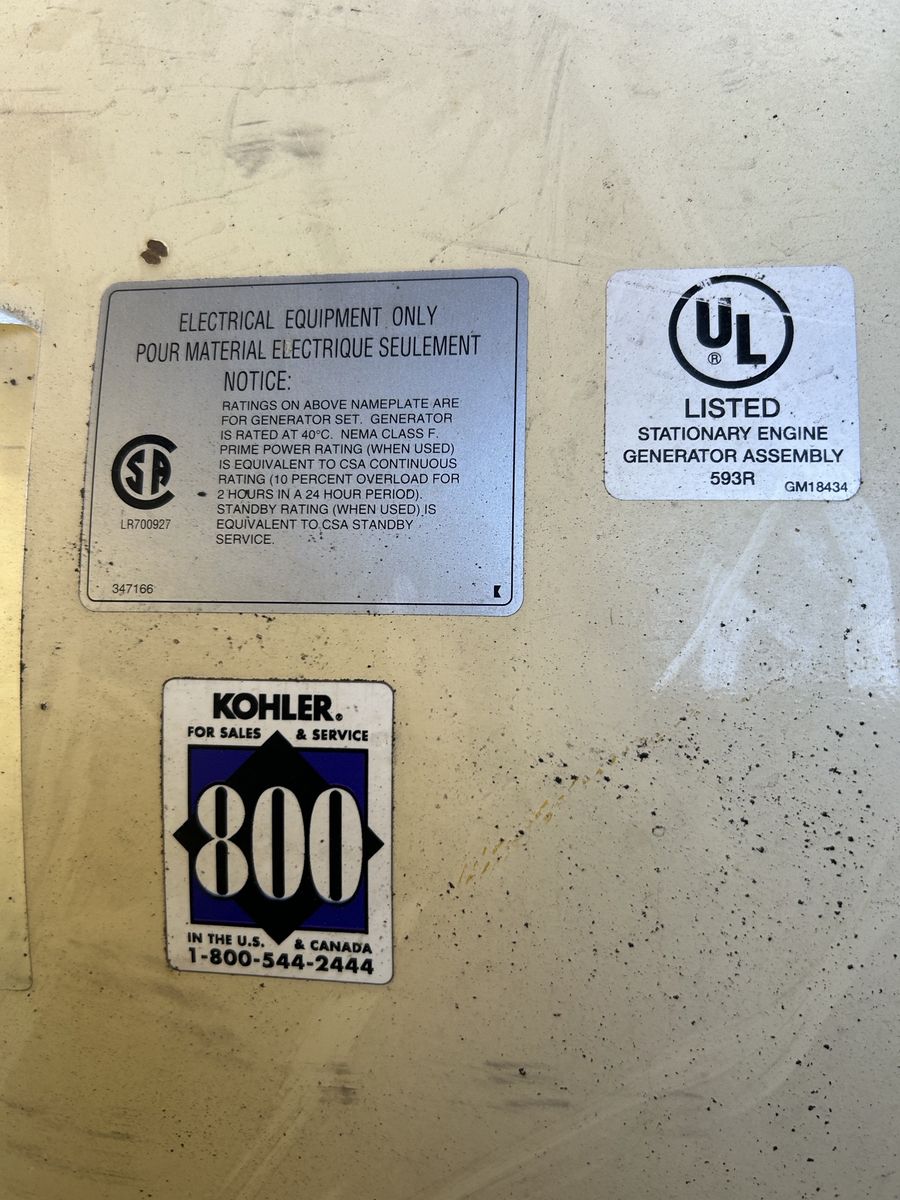 ELECTRICAL EQUIPMENT ONLY
POUR MATERIAL ELECTRIQUE SEULEMENT
NOTICE:
RATINGS ON ABOVE NAMEPLATE ARE
FOR GENERATOR SET. GENERATOR
IS RATED AT 40°C. NEMA CLASS F.
PRIME POWER RATING (WHEN USED)
IS EQUIVALENT TO CSA CONTINUOUS
RATING (10 PERCENT OVERLOAD FOR
2 HOURS IN A 24 HOUR PERIOD).
STANDBY RATING (WHEN USED) IS
EQUIVALENT TO CSA STANDBY
SERVICE.
SA
LR700927
347166
UL
®
LISTED
STATIONARY ENGINE
GENERATOR ASSEMBLY
593R
GM18434
KOHLER®
FOR SALES & SERVICE
800
IN THE U.S. & CANADA
1-800-544-2444